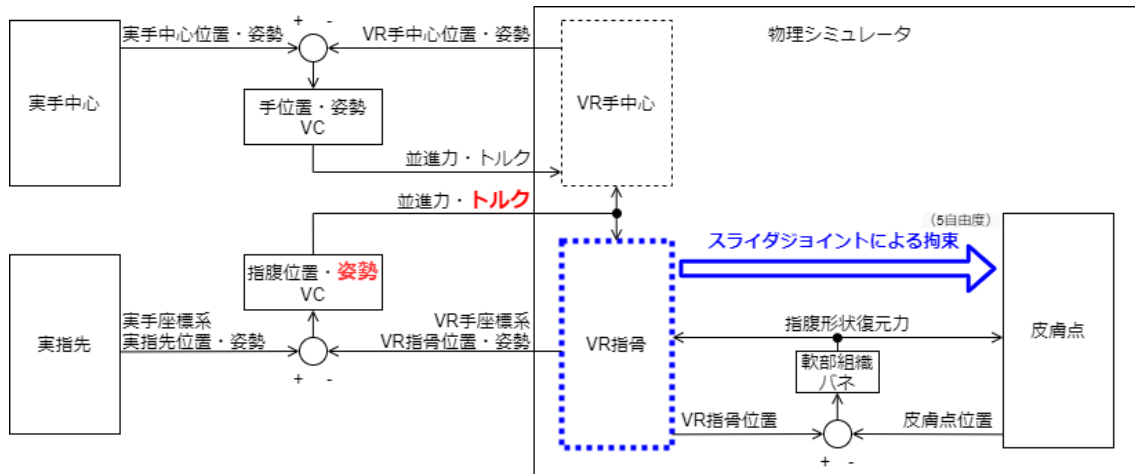 + -
実手中心位置・姿勢
VR手中心位置・姿勢
物理シミュレータ
実手中心
手位置・姿勢
VC
VR手中心
並進力・トルク
並進力・トルク
(5自由度)
スライダジョイントによる拘束
指腹位置・姿勢
VC
実手座標系
実指先位置・姿勢
VR手座標系
VR指骨位置・姿勢
実指先
+ -
VR指骨
指腹形状復元力
皮膚点
軟部組織
バネ
VR指骨位置
皮膚点位置
+ -